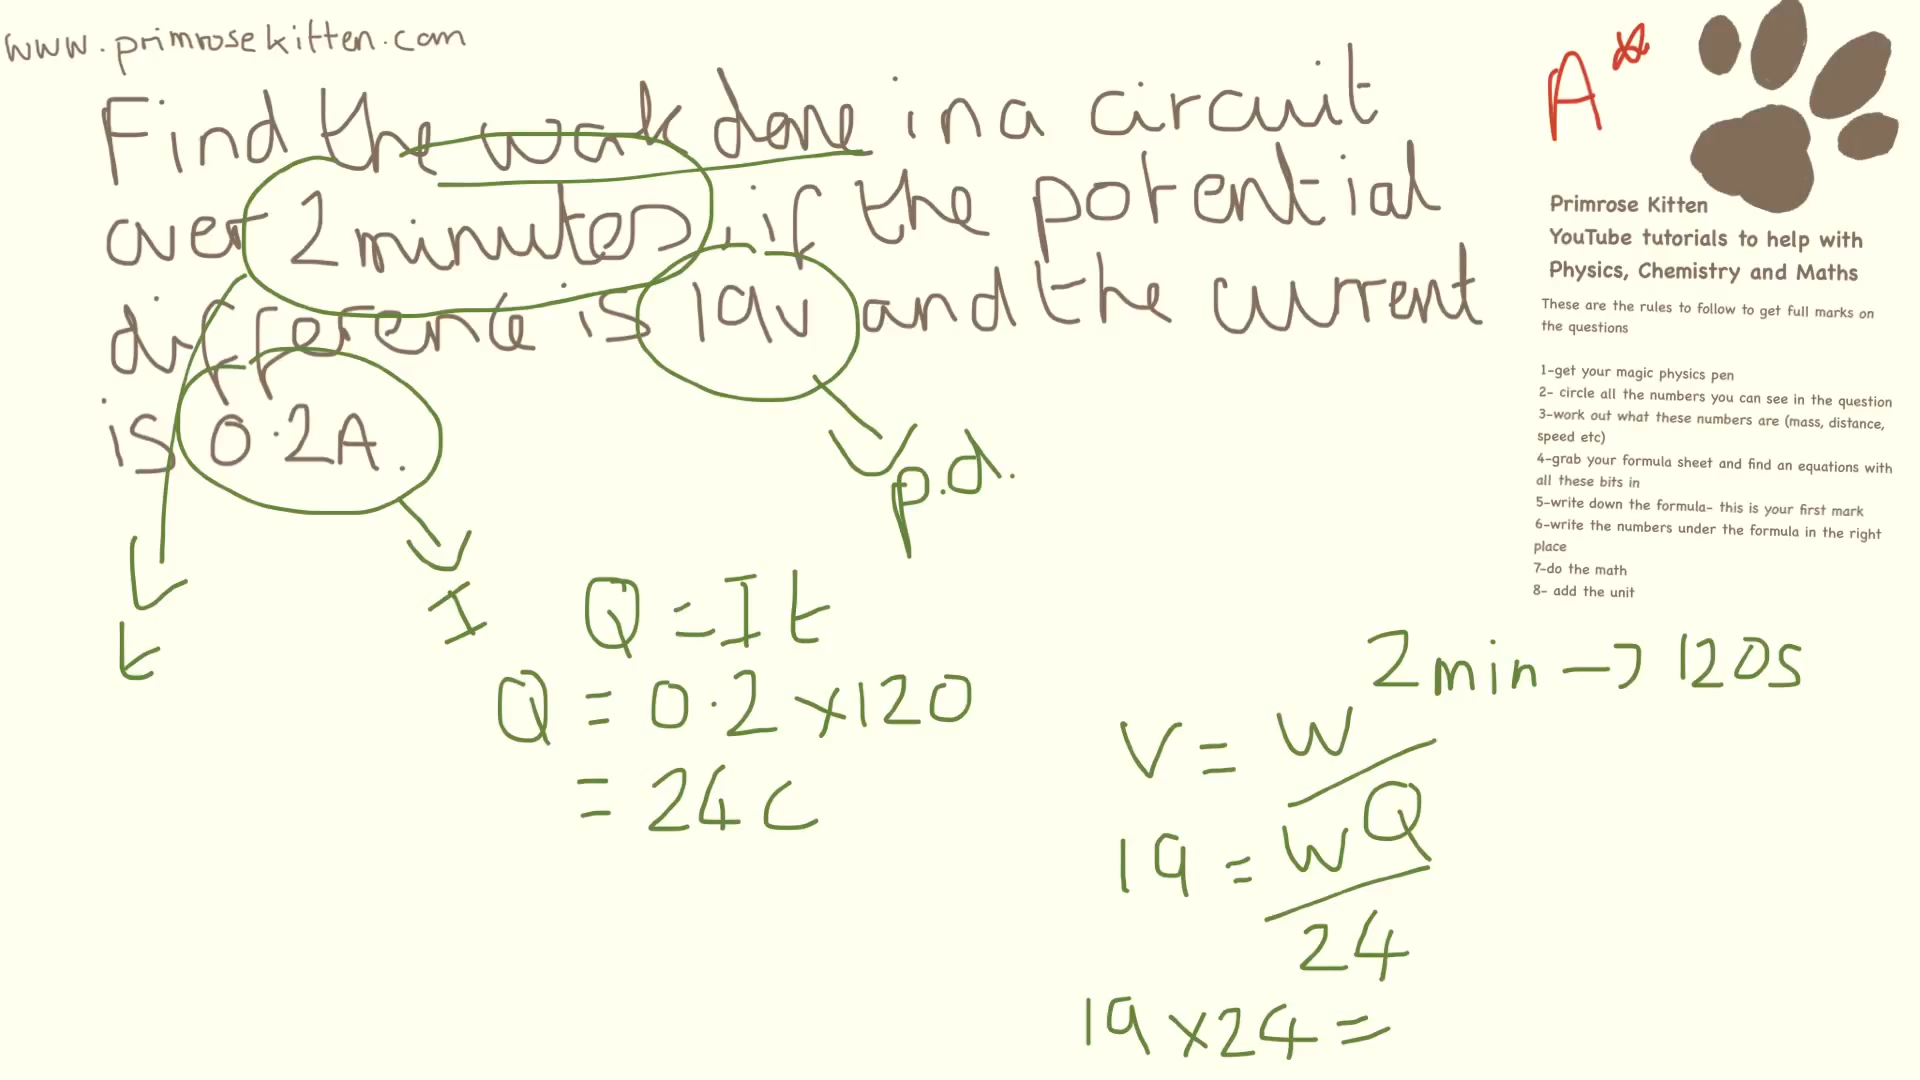 www.primrosekitten.com
Find the work done in a circuit
over 2 minutes, if the potential
difference is 19v and the current
is 0.2A.
A*
Primrose Kitten
YouTube tutorials to help with
Physics, Chemistry and Maths
These are the rules to follow to get full marks on
the questions
1-get your magic physics pen
2- circle all the numbers you can see in the question
3-work out what these numbers are (mass, distance,
speed etc)
4-grab your formula sheet and find an equations with
all these bits in
5-write down the formula- this is your first mark
6-write the numbers under the formula in the right
place
7-do the math
8- add the unit
p.d.
I
t
Q = It
Q = 0.2 x 120
= 24 C
2 min → 120s
V = W/Q
19 = W/24
19 x 24 =